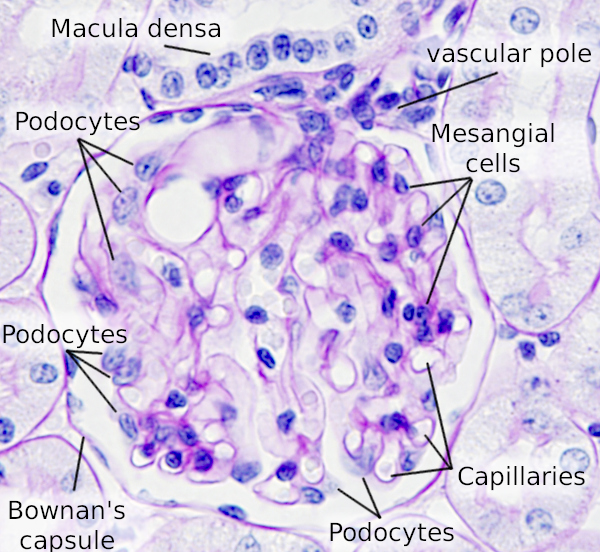 Macula densa
vascular pole
Podocytes
Mesangial
cells
Podocytes
Capillaries
Bownan's
capsule
Podocytes